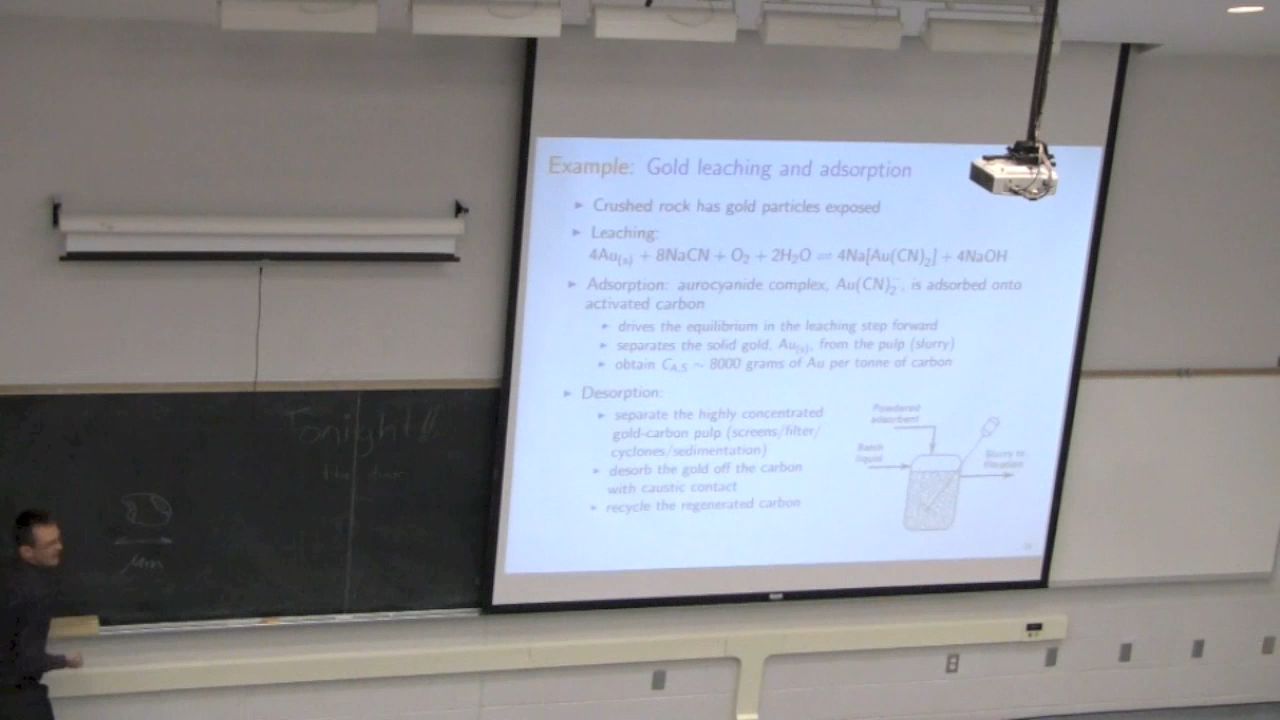 Example: Gold leaching and adsorption
▸ Crushed rock has gold particles exposed
▸ Leaching:
4Au(s) + 8NaCN + O₂ + 2H₂O ⇌ 4Na[Au(CN)₂] + 4NaOH
▸ Adsorption: aurocyanide complex, Au(CN)₂⁻, is adsorbed onto
activated carbon
▸ drives the equilibrium in the leaching step forward
▸ separates the solid gold, Au(s), from the pulp (slurry)
▸ obtain C_A,S ~ 8000 grams of Au per tonne of carbon
▸ Desorption:
▸ separate the highly concentrated
gold-carbon pulp (screens/filter/
cyclones/sedimentation)
▸ desorb the gold off the carbon
with caustic contact
▸ recycle the regenerated carbon
Powdered
adsorbent
liquid
Slurry to
filtration
Tonight!!
the
μm